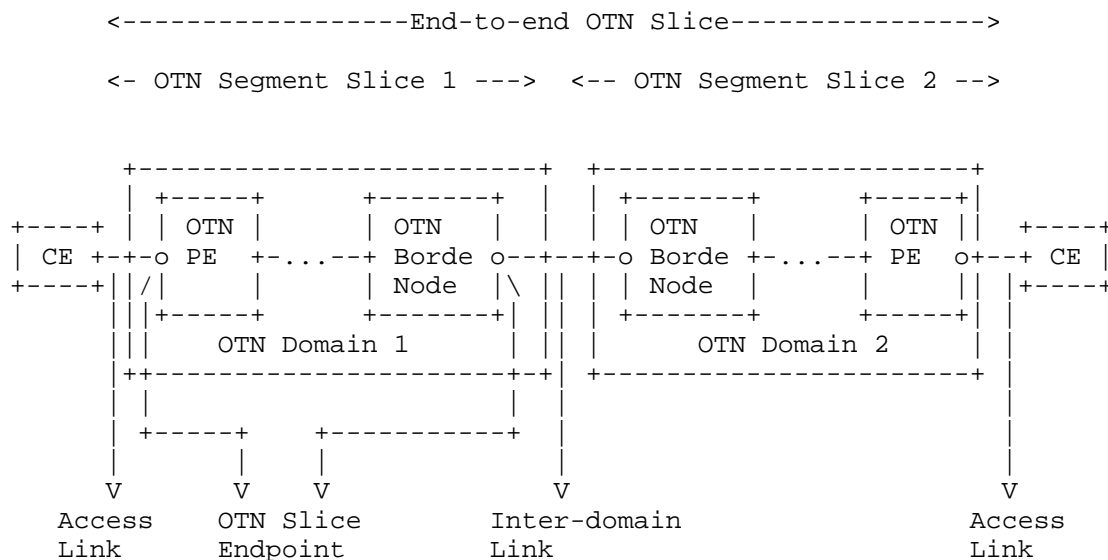 <------------------End-to-end OTN Slice---------------->
<- OTN Segment Slice 1 --->  <-- OTN Segment Slice 2 -->
OTN OTN OTN OTN
CE PE Borde Borde PE CE
Node Node
OTN Domain 1 OTN Domain 2
Access OTN Slice Inter-domain Access
Link Endpoint Link Link